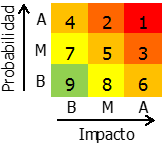 Probabilidad
A 4 2 1
M 7 5 3
B 9 8 6
B M A
Impacto